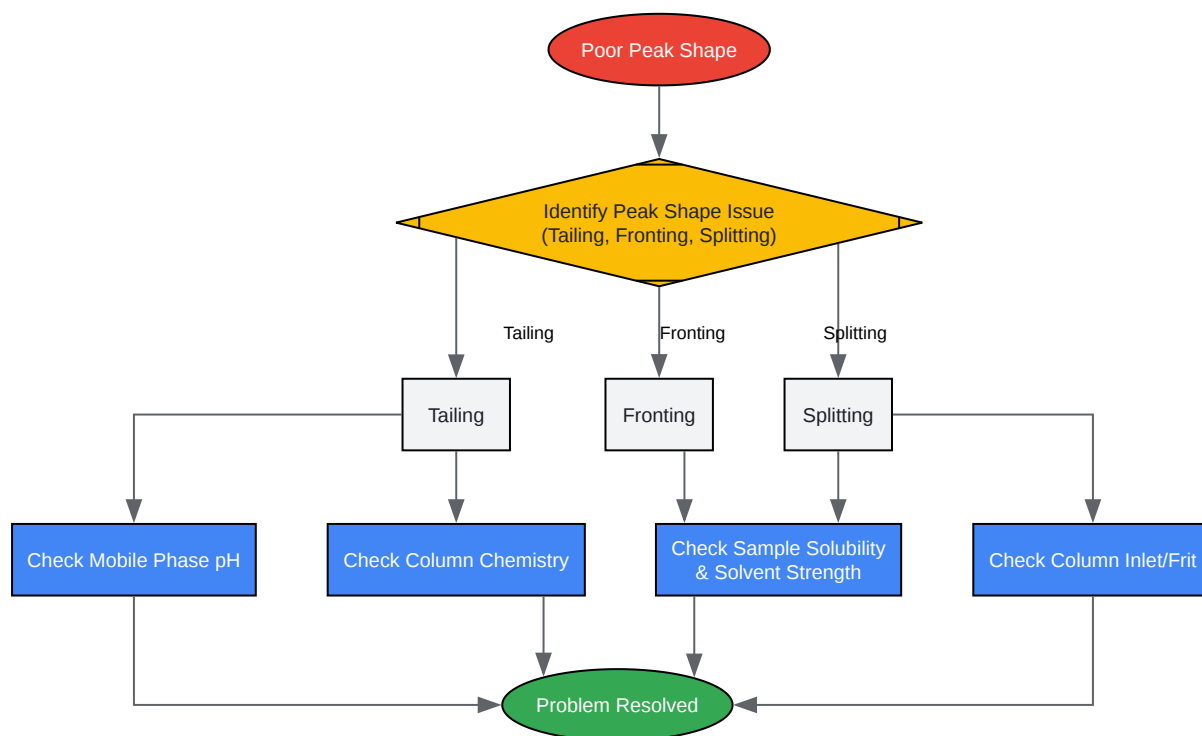 Poor Peak Shape
Identify Peak Shape Issue
(Tailing, Fronting, Splitting)
Tailing
Fronting
Splitting
Tailing
Fronting
Splitting
Check Mobile Phase pH
Check Column Chemistry
Check Sample Solubility
& Solvent Strength
Check Column Inlet/Frit
Problem Resolved